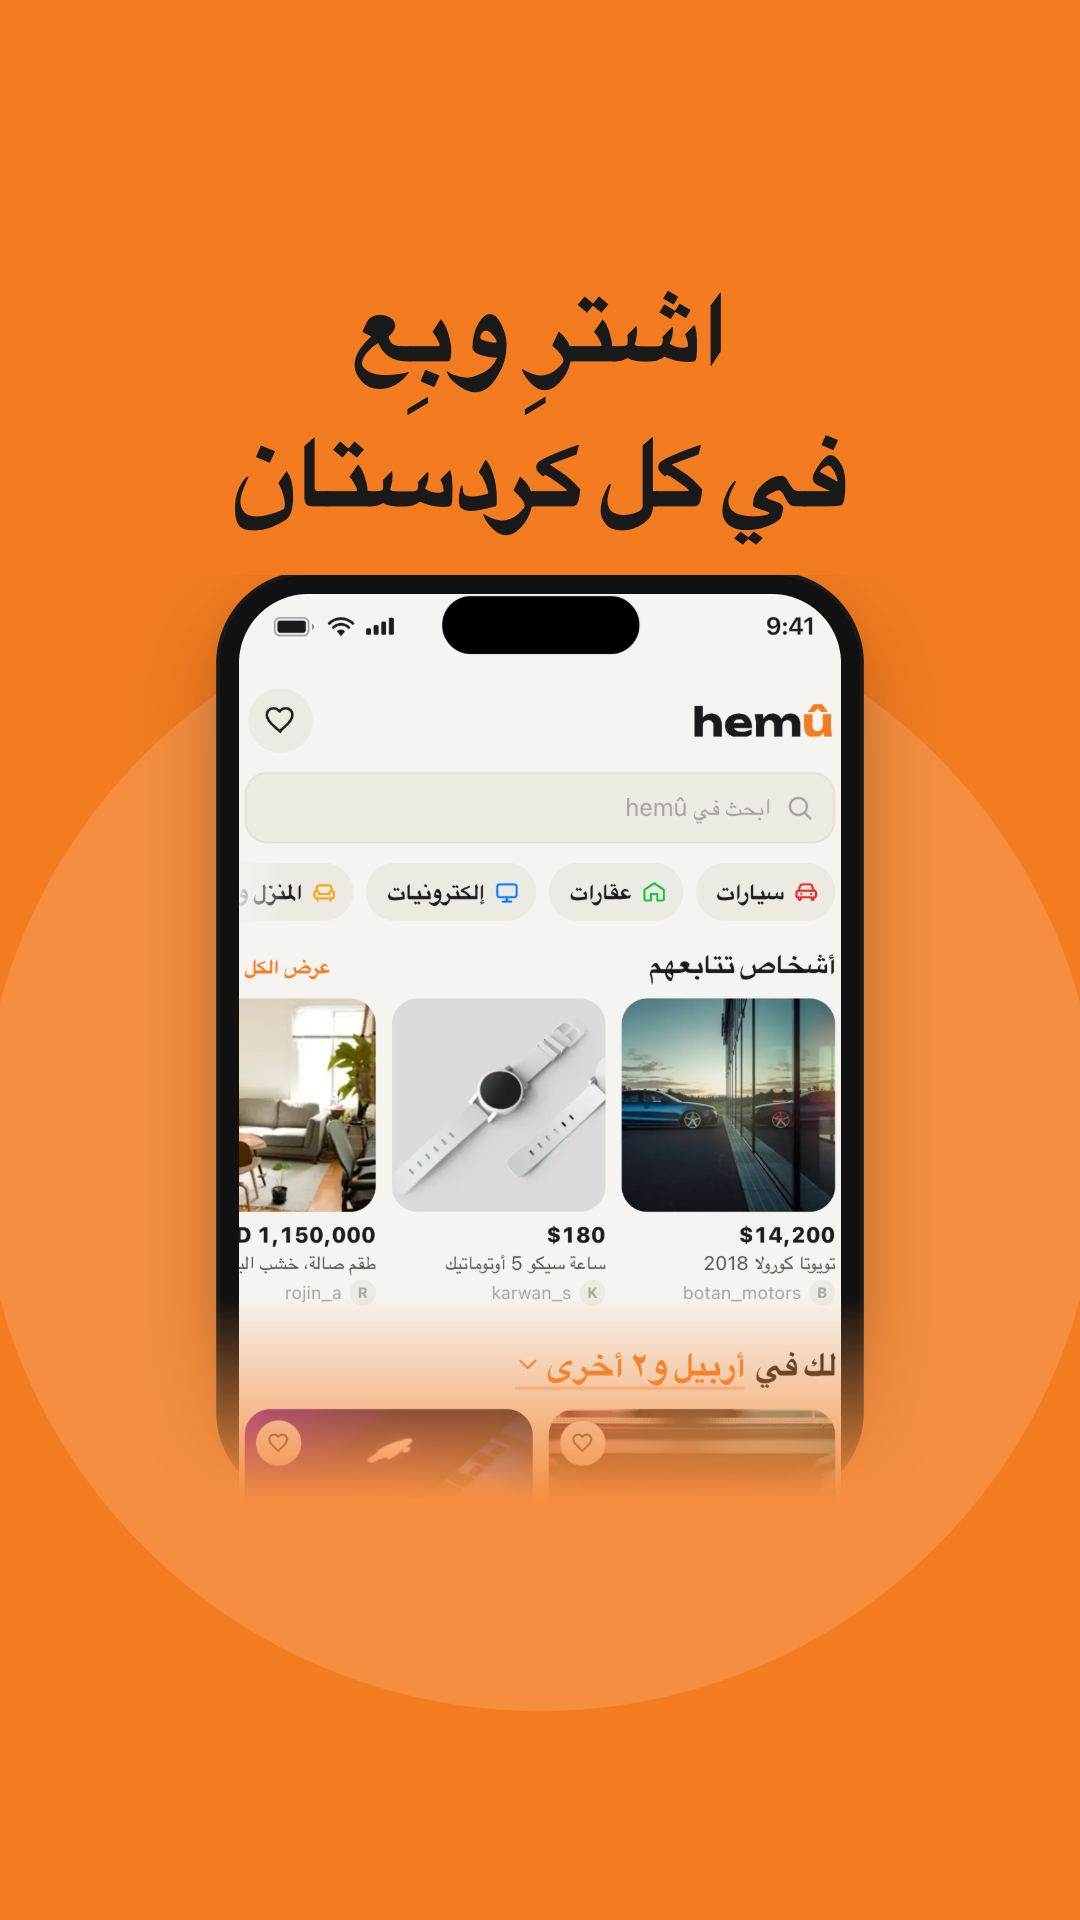 اشترِ وبِع
في كل كردستان
9:41
hemû
ابحث في hemû
سيارات
عقارات
إلكترونيات
المنزل و
أشخاص تتابعهم
عرض الكل
$14,200
تويوتا كورولا 2018
B botan_motors
$180
ساعة سيكو 5 أوتوماتيك
K karwan_s
D 1,150,000
طقم صالة، خشب
R rojin_a
لك في أربيل و٢ أخرى